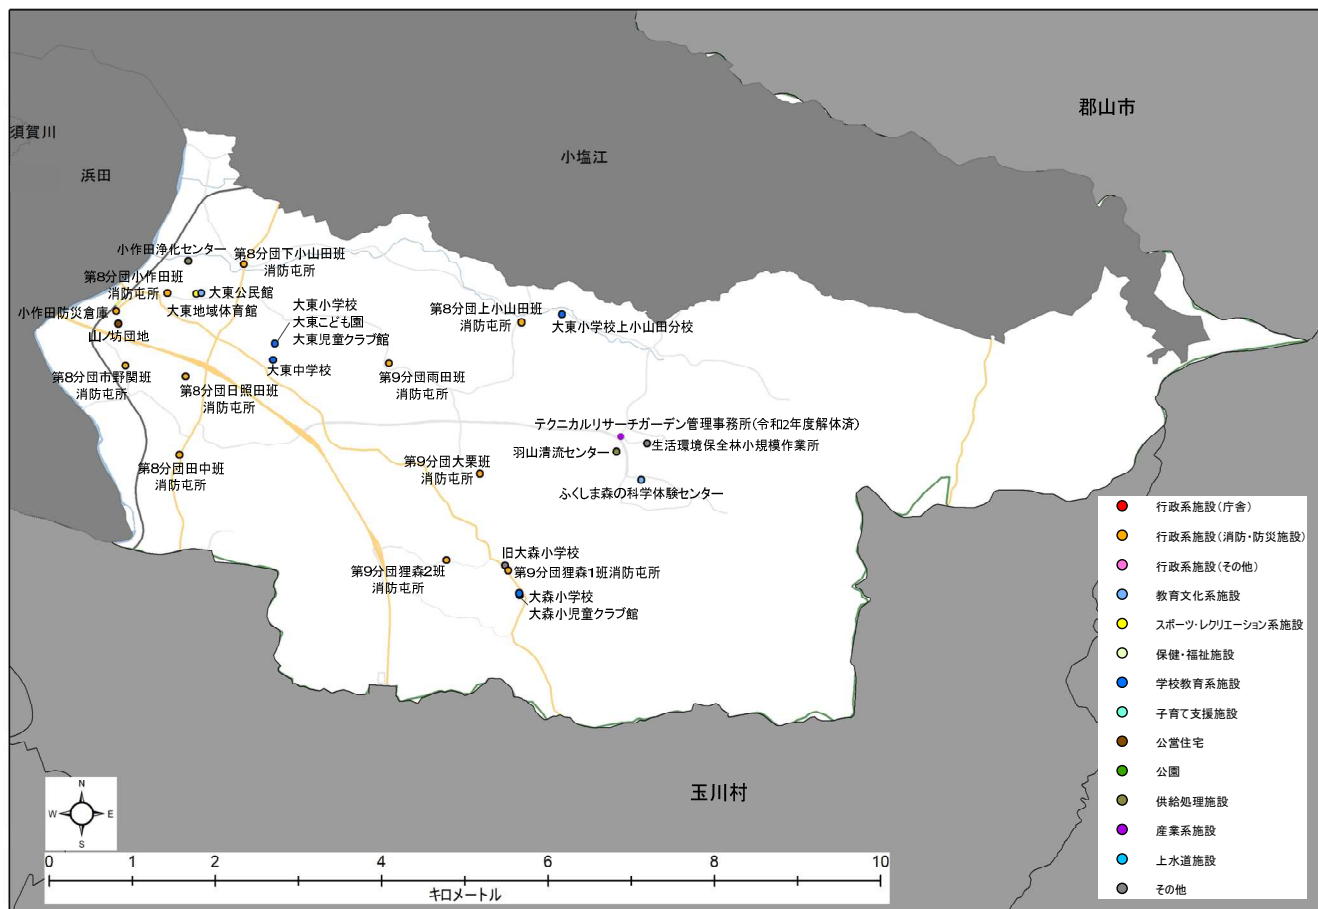 郡山市
須賀川
小塩江
浜田
小作田浄化センター
第8分団下小山田班
消防屯所
第8分団小作田班
消防屯所
大東公民館
大東地域体育館
小作田防災倉庫
山ノ坊団地
大東小学校
大東こども園
大東児童クラブ館
大東中学校
第8分団上小山田班
消防屯所
大東小学校上小山田分校
第8分団市野関班
消防屯所
第8分団日照田班
消防屯所
第9分団雨田班
消防屯所
テクニカルリサーチガーデン管理事務所(令和2年度解体済)
生活環境保全林小規模作業所
羽山清流センター
第8分団田中班
消防屯所
第9分団大栗班
消防屯所
ふくしま森の科学体験センター
旧大森小学校
第9分団狸森2班
消防屯所
第9分団狸森1班消防屯所
大森小学校
大森小児童クラブ館
玉川村
行政系施設(庁舎)
行政系施設(消防・防災施設)
行政系施設(その他)
教育文化系施設
スポーツ・レクリエーション系施設
保健・福祉施設
学校教育系施設
子育て支援施設
公営住宅
公園
供給処理施設
産業系施設
上水道施設
その他
N
W E
S
0 1 2 4 6 8 10
キロメートル